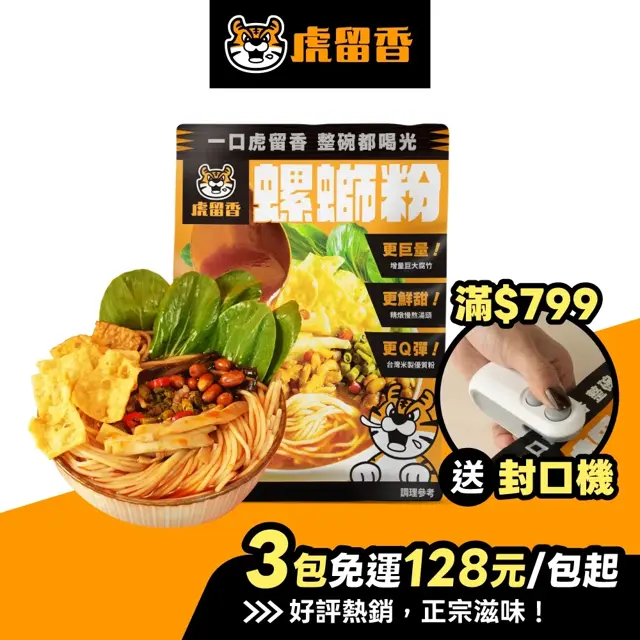 虎留香
一口虎留香 整碗都喝光
虎留香
螺螄粉
更巨量！
增量巨大腐竹
更鮮甜！
精燉慢熬湯頭
更Q彈！
台灣米製優質粉
調理參考
滿$799
送 封口機
3包免運128元/包起
>>> 好評熱銷，正宗滋味！